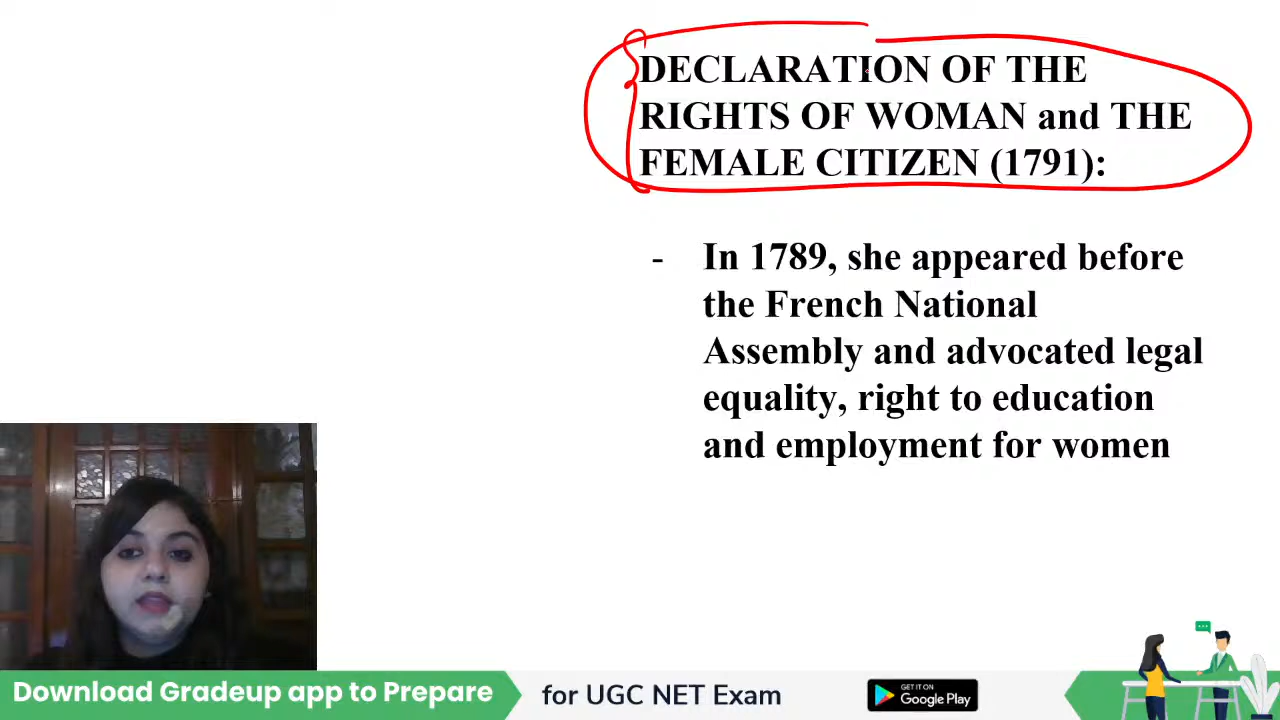 DECLARATION OF THE
RIGHTS OF WOMAN and THE
FEMALE CITIZEN (1791):
- In 1789, she appeared before
the French National
Assembly and advocated legal
equality, right to education
and employment for women
Download Gradeup app to Prepare
for UGC NET Exam
GET IT ON
Google Play